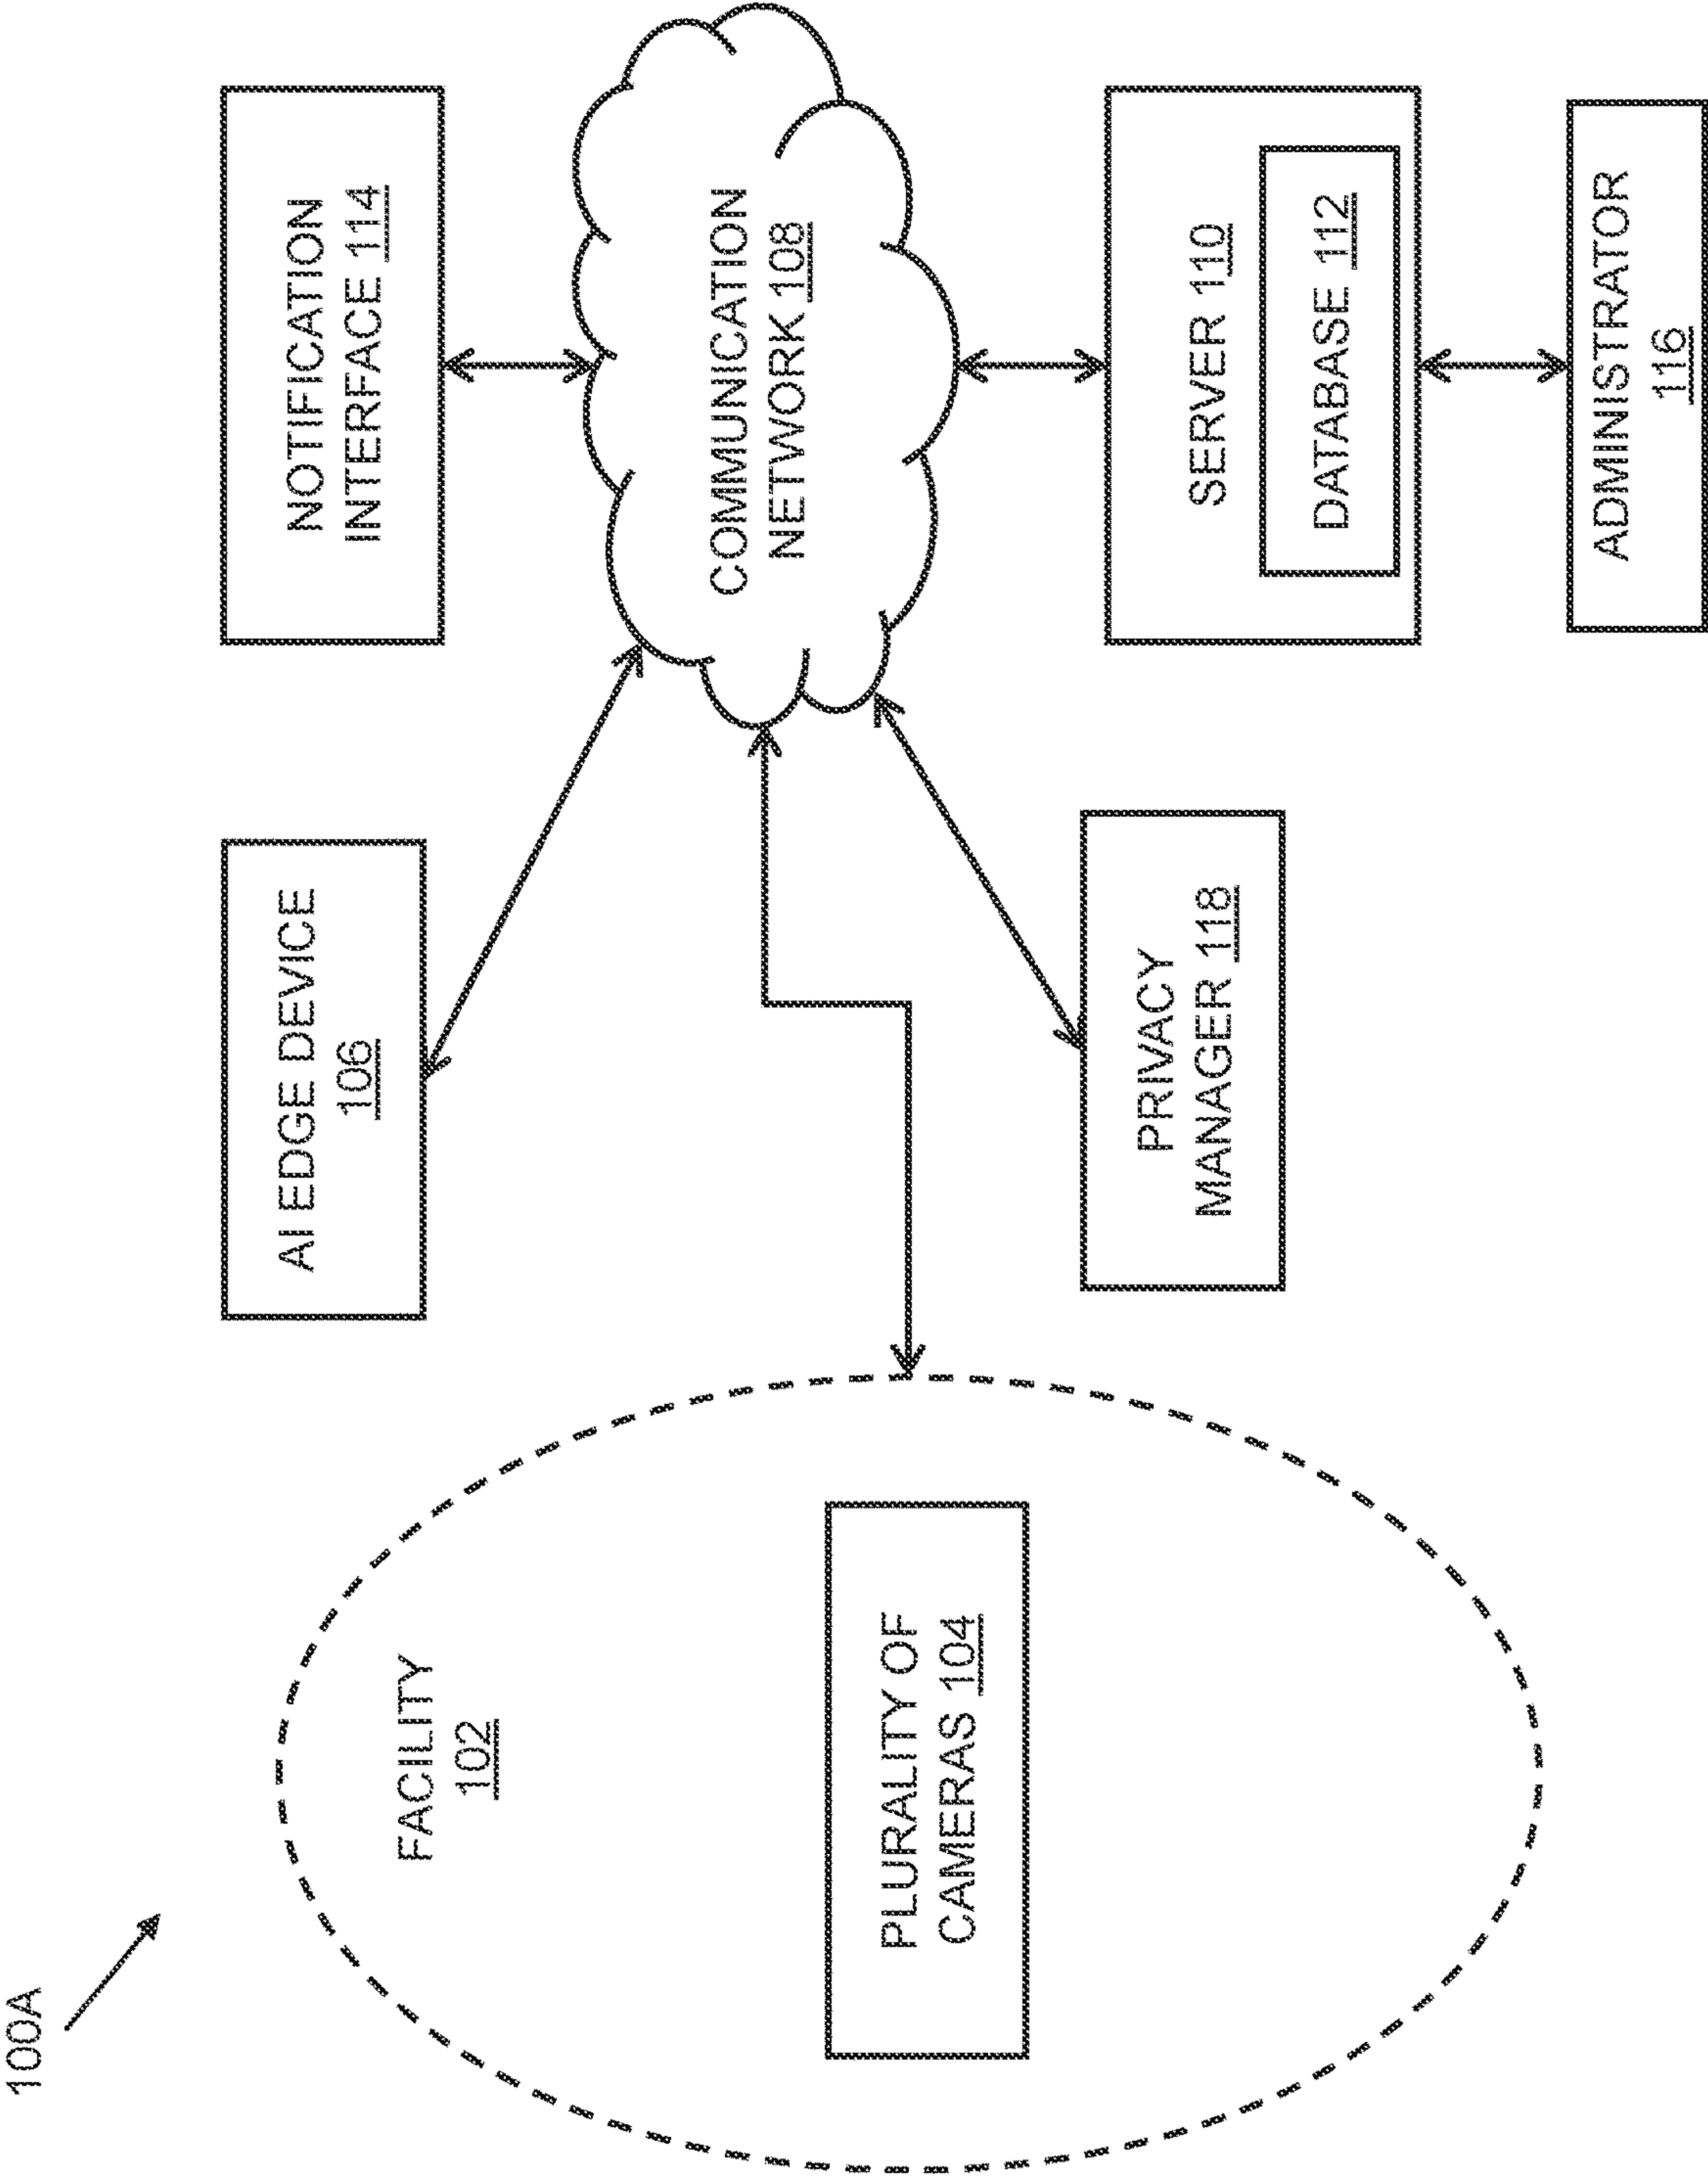 100A
FACILITY
102
PLURALITY OF
CAMERAS 104
AI EDGE DEVICE
106
PRIVACY
MANAGER 118
NOTIFICATION
INTERFACE 114
COMMUNICATION
NETWORK 108
SERVER 110
DATABASE 112
ADMINISTRATOR
116